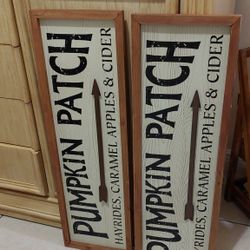 PUMPKIN PATCH
HAYRIDES, CARAMEL APPLES & CIDER
PUMPKIN PATCH
HAYRIDES, CARAMEL APPLES & CIDER